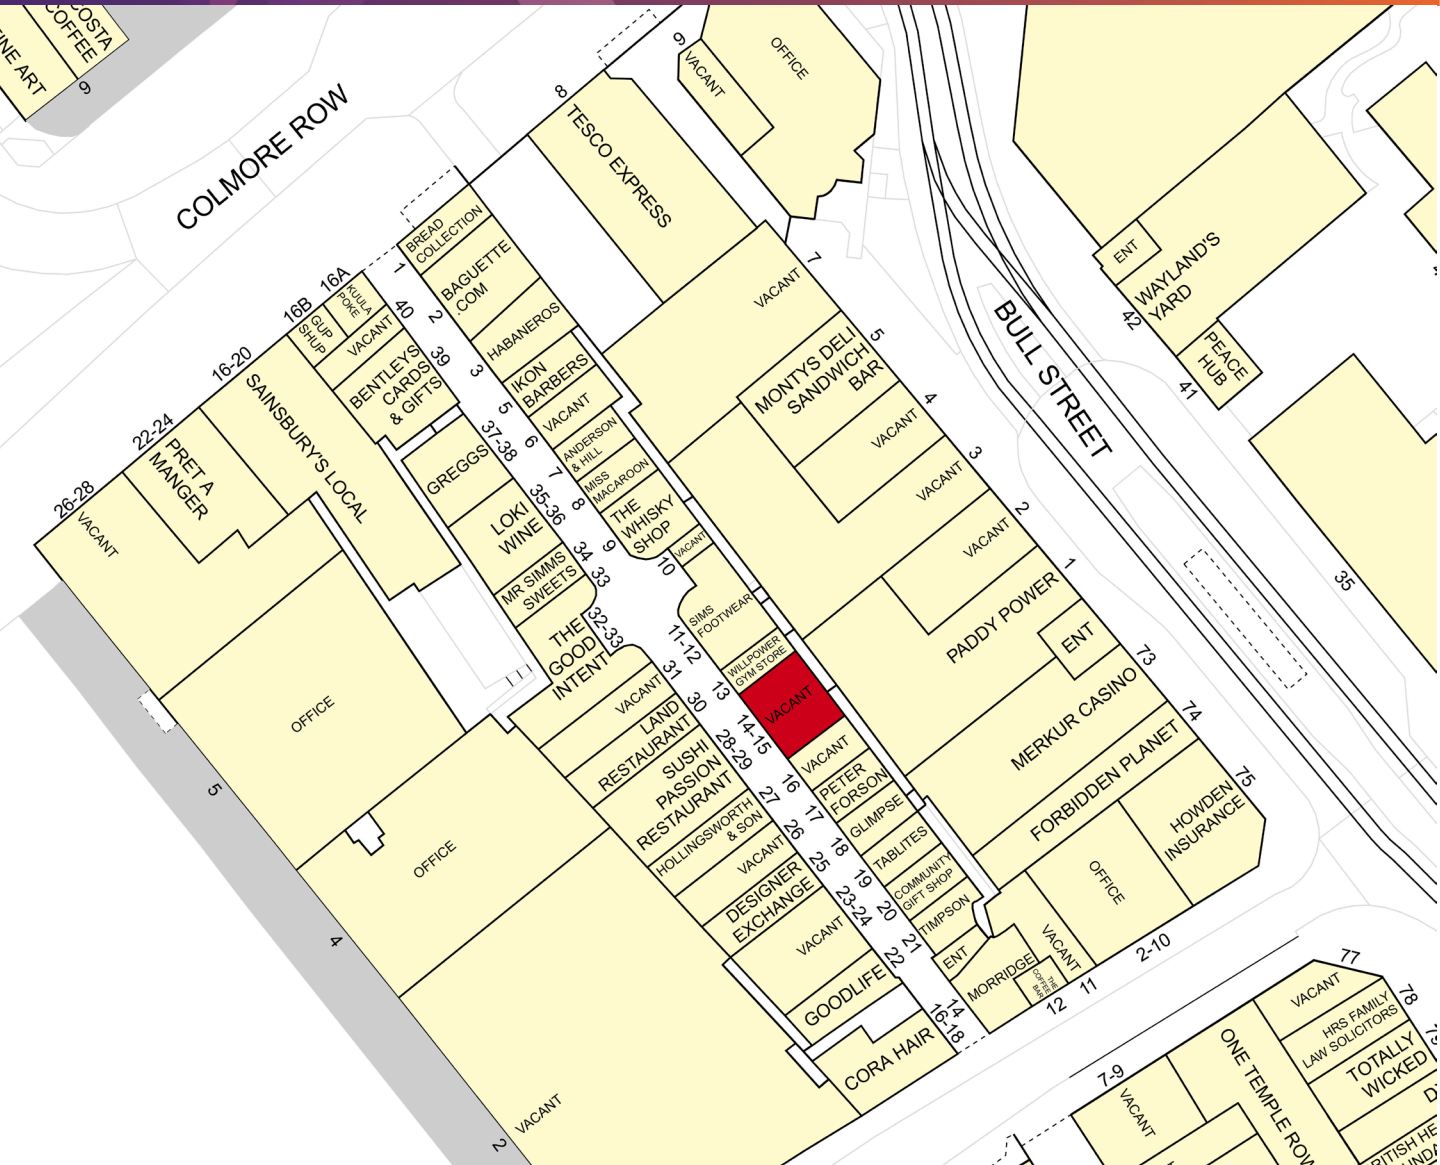 COSTA
COFFEE
INE ART
9
COLMORE ROW
8
TESCO EXPRESS
9
VACANT
OFFICE
BREAD
COLLECTION
1
BAGUETTE
.COM
2
HABANEROS
3
IKON
BARBERS
5
VACANT
6
ANDERSON
& HILL
7
MISS
MACAROON
8
THE
WHISKY
SHOP
9
VACANT
10
SIMS
FOOTWEAR
11-12
WILLPOWER
GYM STORE
13
VACANT
14-15
VACANT
16
PETER
FORSON
17
GLIMPSE
18
TABLITES
19
COMMUNITY
GIFT SHOP
20
TIMPSON
21
ENT
22
MORRIDGE
THE
COFFEE
BAR
14
16-18
12
11
VACANT
2-10
16A
KUULA
POKE
16B
GUP
SHUP
40
VACANT
39
BENTLEYS
CARDS
& GIFTS
16-20
SAINSBURY'S LOCAL
22-24
PRET A
MANGER
26-28
VACANT
37-38
GREGGS
35-36
LOKI
WINE
34
MR SIMMS
SWEETS
33
32-33
THE
GOOD
INTENT
31
VACANT
30
LAND
RESTAURANT
28-29
SUSHI
PASSION
RESTAURANT
27
HOLLINGSWORTH
& SON
26
VACANT
25
DESIGNER
EXCHANGE
23-24
VACANT
GOODLIFE
CORA HAIR
OFFICE
5
OFFICE
4
VACANT
2
7
VACANT
5
MONTYS DELI
SANDWICH
BAR
4
VACANT
3
VACANT
2
VACANT
1
PADDY POWER
ENT
73
MERKUR CASINO
74
FORBIDDEN PLANET
75
HOWDEN
INSURANCE
OFFICE
BULL STREET
ENT
WAYLAND'S
YARD
42
PEACE
HUB
41
35
77
VACANT
78
HRS FAMILY
LAW SOLICITORS
79
TOTALLY
WICKED
7-9
VACANT
ONE TEMPLE ROW